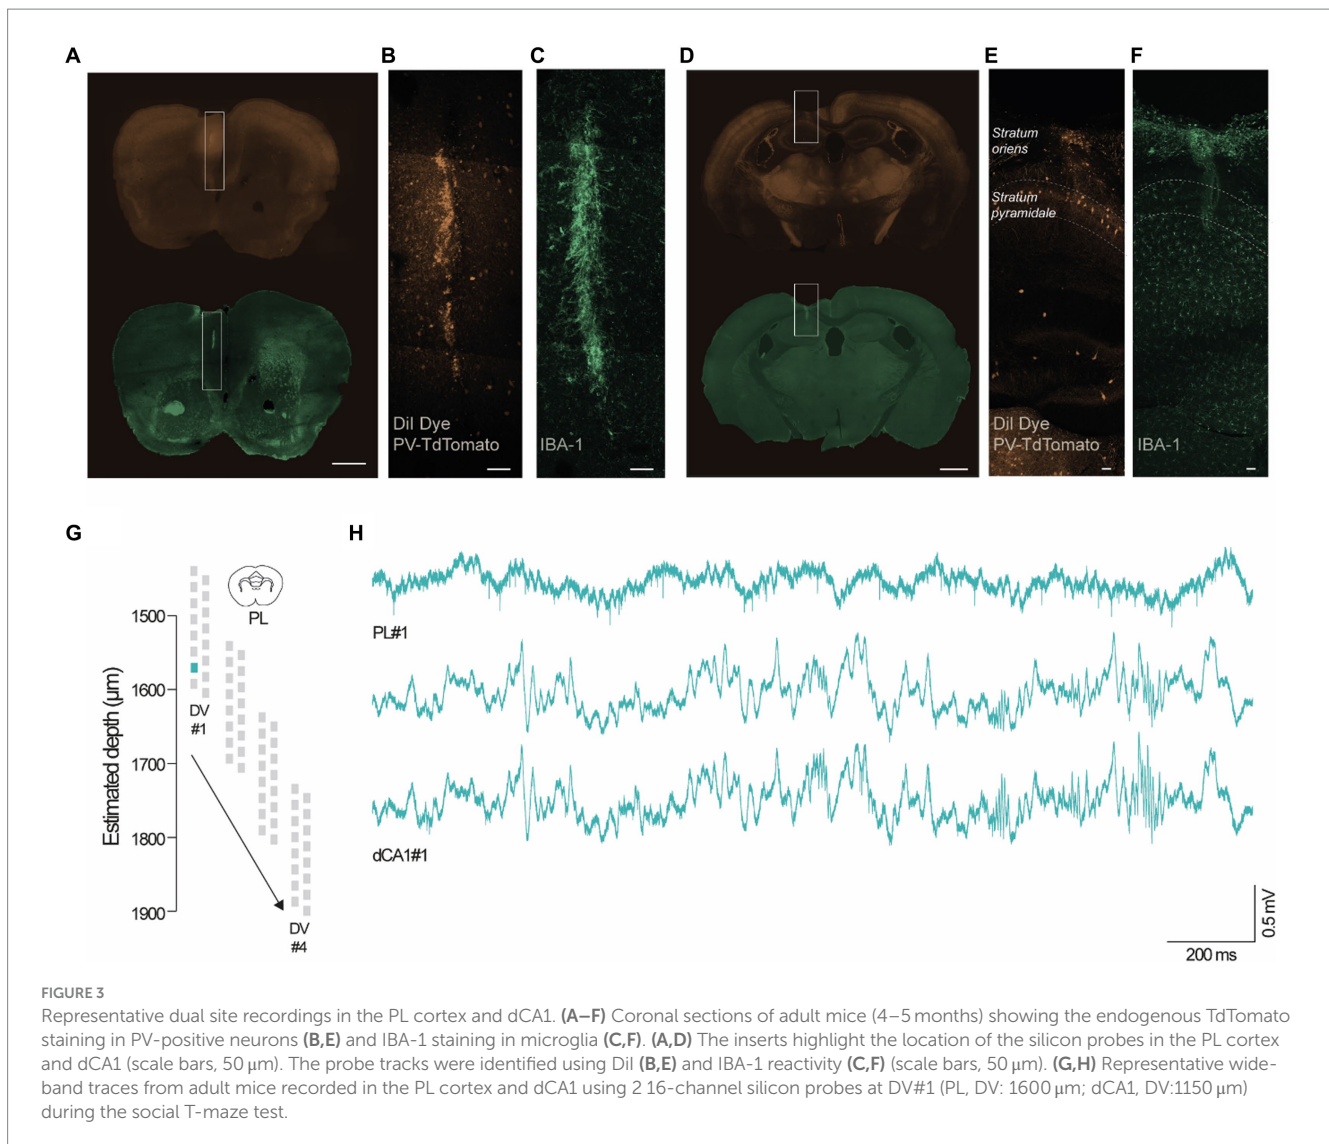 A
B
C
D
E
F
Stratum
oriens
Stratum
pyramidale
DiI Dye
PV-TdTomato
IBA-1
DiI Dye
PV-TdTomato
IBA-1
G
H
PL
1500
1600
1700
1800
1900
Estimated depth (µm)
DV
#1
DV
#4
PL#1
dCA1#1
0.5 mV
200 ms
FIGURE 3
Representative dual site recordings in the PL cortex and dCA1. (A–F) Coronal sections of adult mice (4–5 months) showing the endogenous TdTomato
staining in PV-positive neurons (B,E) and IBA-1 staining in microglia (C,F). (A,D) The inserts highlight the location of the silicon probes in the PL cortex
and dCA1 (scale bars, 50 µm). The probe tracks were identified using DiI (B,E) and IBA-1 reactivity (C,F) (scale bars, 50 µm). (G,H) Representative wide-
band traces from adult mice recorded in the PL cortex and dCA1 using 2 16-channel silicon probes at DV#1 (PL, DV: 1600 µm; dCA1, DV:1150 µm)
during the social T-maze test.